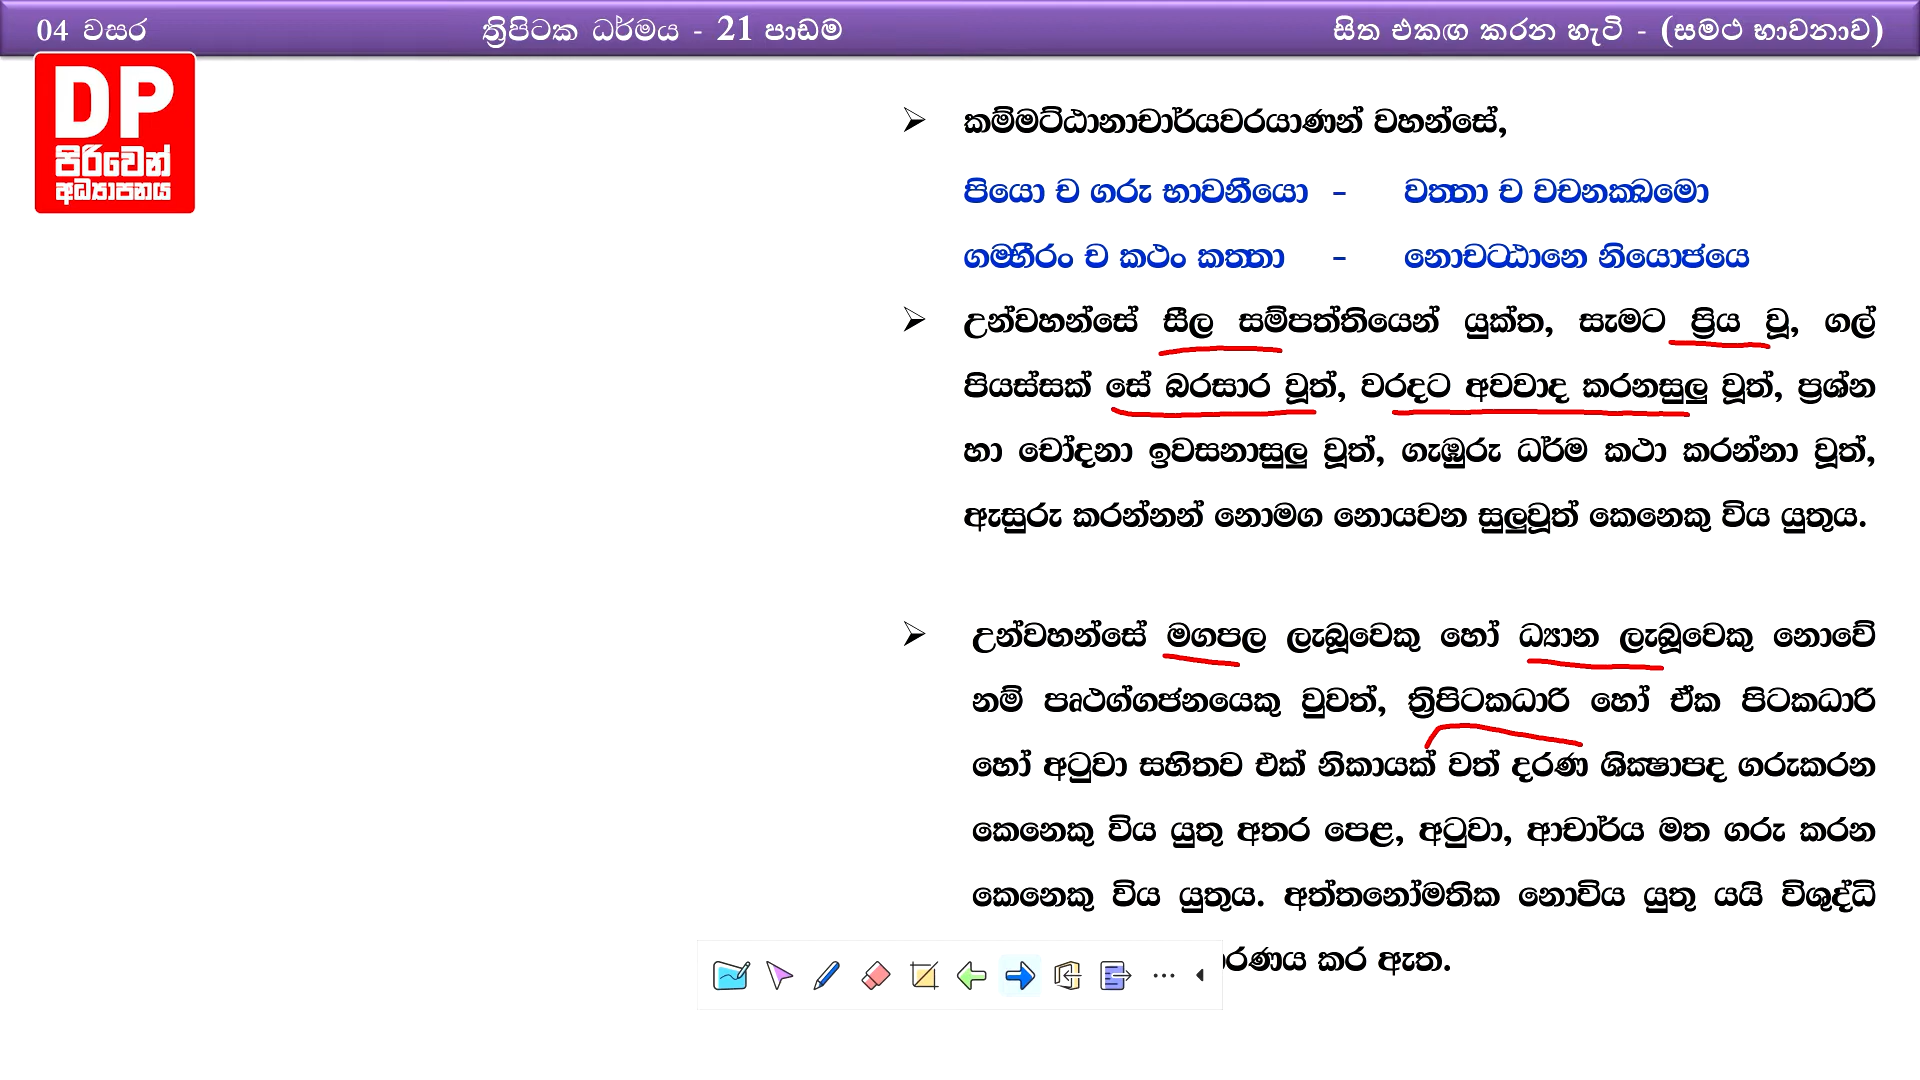 04 වසර
ත්‍රිපිටක ධර්මය - 21 පාඩම
සිත එකඟ කරන හැටි - (සමථ භාවනාව)
DP
පිරිවෙන්
අධ්‍යාපනය
කම්මට්ඨානාචාර්යවරයාණන් වහන්සේ,
පියො ච ගරු භාවනීයො - වත්තා ච වචනක්ඛමො
ගම්භීරං ච කථං කත්තා - නොචට්ඨානෙ නියොජයෙ
උන්වහන්සේ සීල සම්පත්තියෙන් යුක්ත, සැමට ප්‍රිය වූ, ගල්
පියස්සක් සේ බරසාර වූත්, වරදට අවවාද කරනසුලු වූත්, ප්‍රශ්න
හා චෝදනා ඉවසනාසුලු වූත්, ගැඹුරු ධර්ම කථා කරන්නා වූත්,
ඇසුරු කරන්නන් නොමග නොයවන සුලුවූත් කෙනෙකු විය යුතුය.
උන්වහන්සේ මගපල ලැබූවෙකු හෝ ධ්‍යාන ලැබූවෙකු නොවේ
නම් පෘථග්ගජනයෙකු වුවත්, ත්‍රිපිටකධාරි හෝ ඒක පිටකධාරි
හෝ අටුවා සහිතව එක් නිකායක් වත් දරණ ශික්‍ෂාපද ගරුකරන
කෙනෙකු විය යුතු අතර පෙළ, අටුවා, ආචාර්ය මත ගරු කරන
කෙනෙකු විය යුතුය. අත්තනෝමතික නොවිය යුතු යයි විශුද්ධි
රණය කර ඇත.